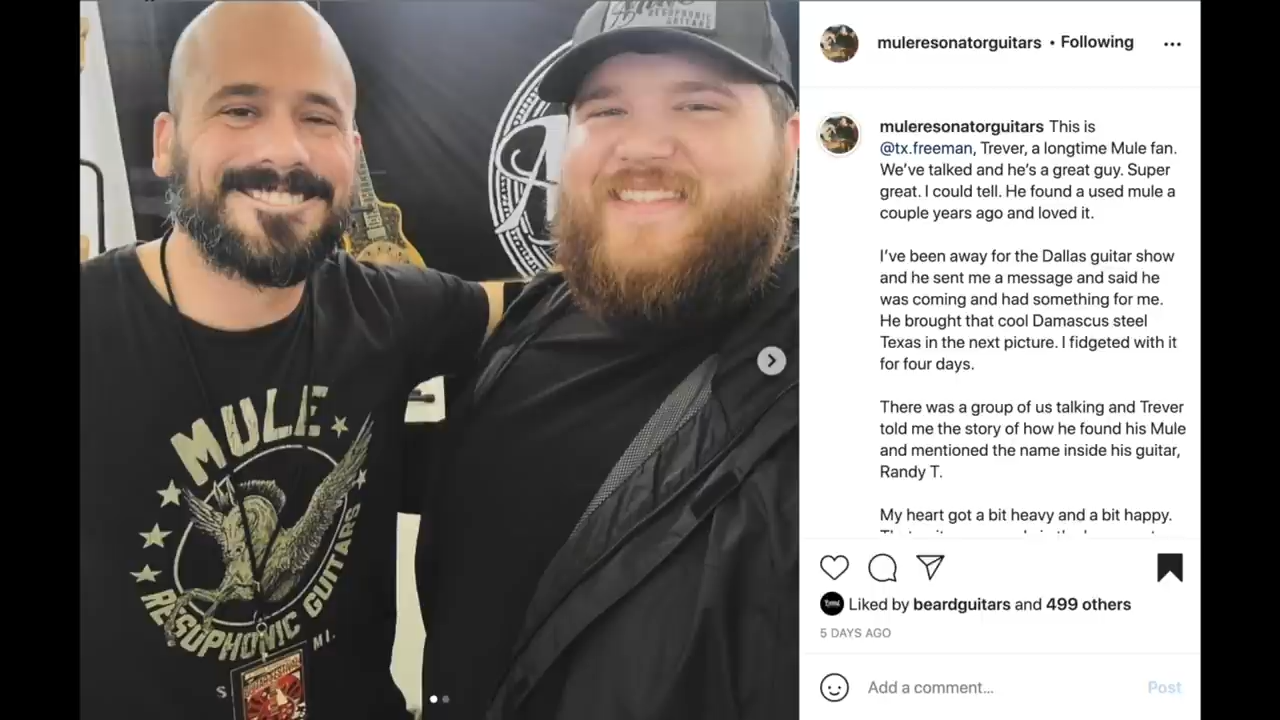 RESOPHONIC
GUITARS
MULE
RESOPHONIC GUITARS
MI.
S
muleresonatorguitars • Following
muleresonatorguitars This is
@tx.freeman, Trever, a longtime Mule fan.
We've talked and he's a great guy. Super
great. I could tell. He found a used mule a
couple years ago and loved it.
I've been away for the Dallas guitar show
and he sent me a message and said he
was coming and had something for me.
He brought that cool Damascus steel
Texas in the next picture. I fidgeted with it
for four days.
There was a group of us talking and Trever
told me the story of how he found his Mule
and mentioned the name inside his guitar,
Randy T.
My heart got a bit heavy and a bit happy.
Liked by beardguitars and 499 others
5 DAYS AGO
Add a comment...
Post